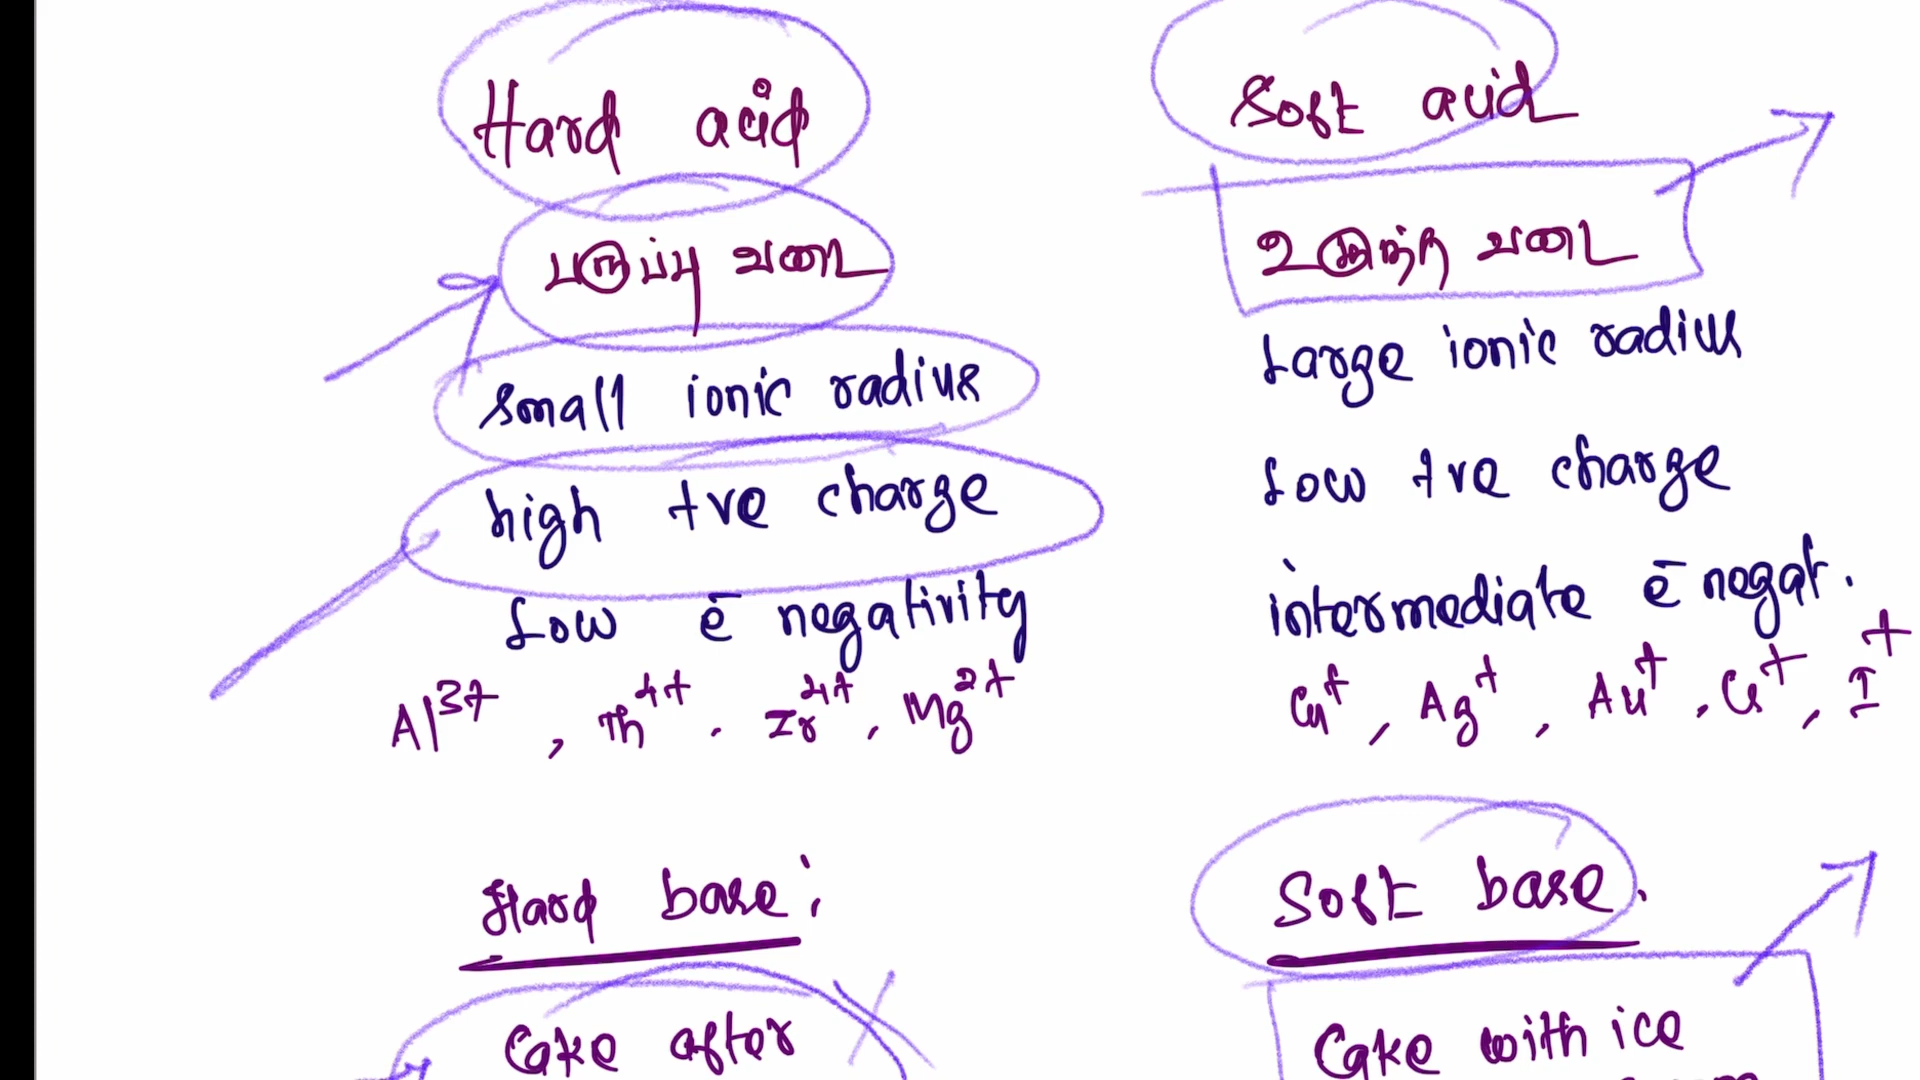 Hard acid
பருப்பு வடை
small ionic radius
high +ve charge
Low ē negativity
Al3+, Th4+. Zr4+, Mg2+
Soft acid
உளுந்த வடை
Large ionic radius
Low +ve charge
intermediate ē negat.
Cu+, Ag+, Au+, Cs+, I+
Hard base:
Cake after
Soft base.
Cake with ice